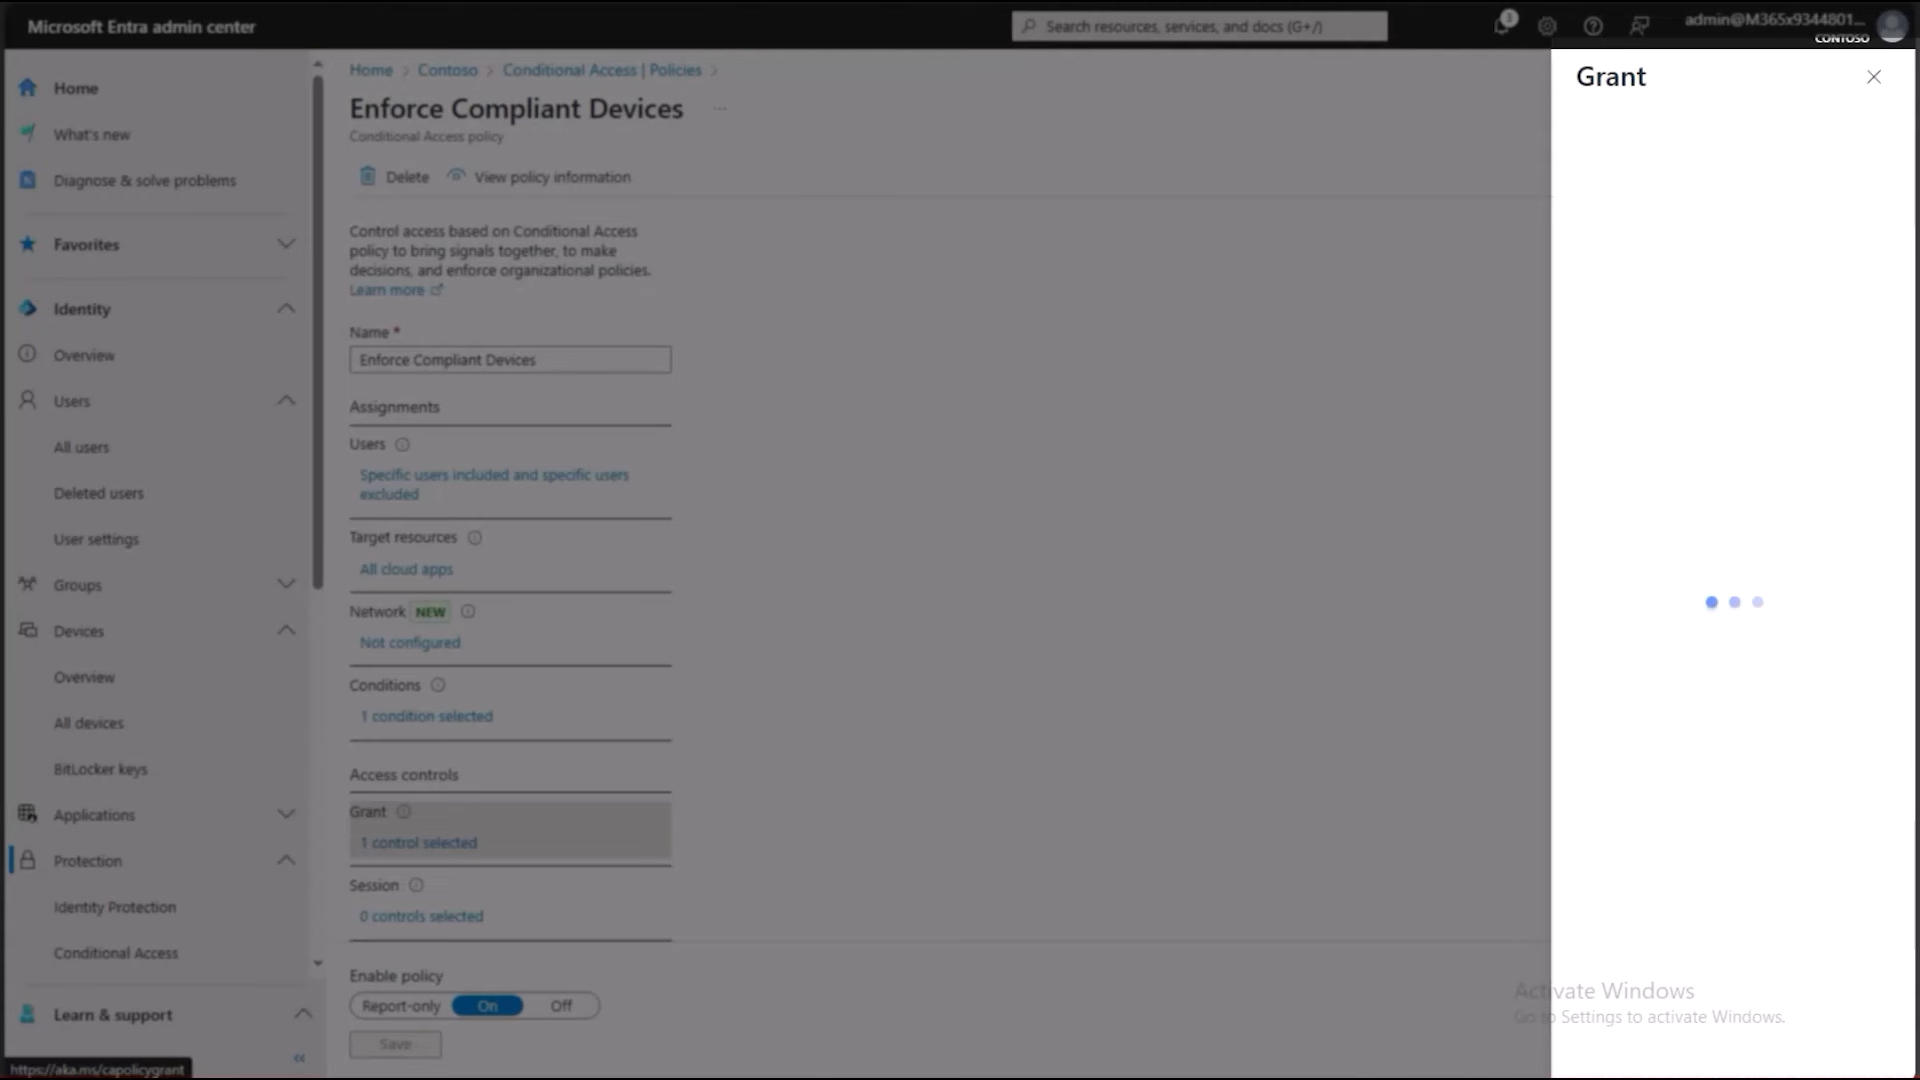 Microsoft Entra admin center
Search resources, services, and docs (G+/)
3
admin@M365x9344801...
CONTOSO
Home
What's new
Diagnose & solve problems
Favorites
Identity
Overview
Users
All users
Deleted users
User settings
Groups
Devices
Overview
All devices
BitLocker keys
Applications
Protection
Identity Protection
Conditional Access
Learn & support
https://aka.ms/capolicygrant
Home > Contoso > Conditional Access | Policies >
Enforce Compliant Devices ...
Conditional Access policy
Delete View policy information
Control access based on Conditional Access
policy to bring signals together, to make
decisions, and enforce organizational policies.
Learn more
Name *
Enforce Compliant Devices
Assignments
Users
Specific users included and specific users
excluded
Target resources
All cloud apps
Network NEW
Not configured
Conditions
1 condition selected
Access controls
Grant
1 control selected
Session
0 controls selected
Enable policy
Report-only On Off
Save
Grant
Activate Windows
Go to Settings to activate Windows.